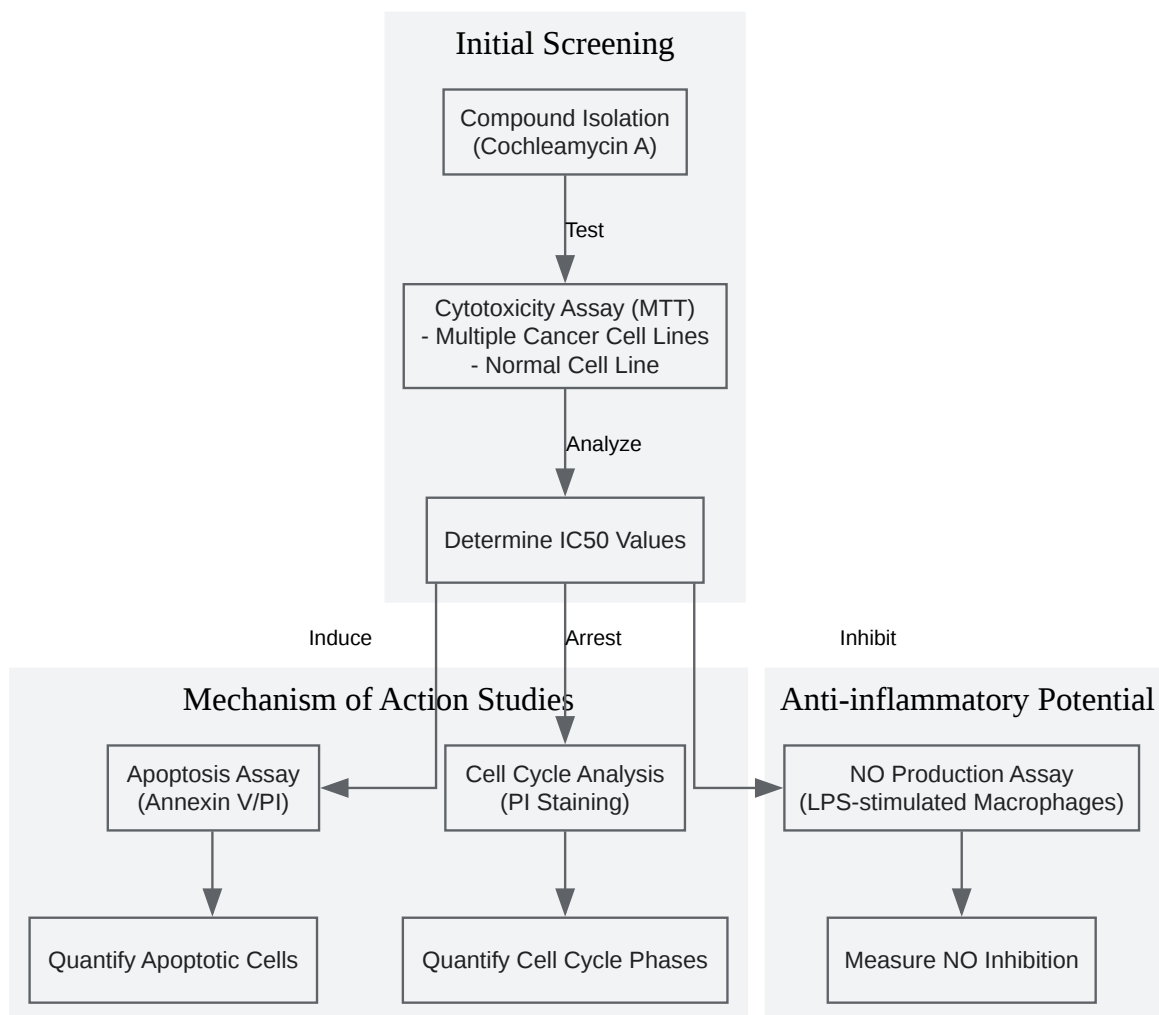 Initial Screening
Compound Isolation
(Cochleamycin A)
Test
Cytotoxicity Assay (MTT)
- Multiple Cancer Cell Lines
- Normal Cell Line
Analyze
Determine IC50 Values
Induce
Arrest
Inhibit
Mechanism of Action Studies
Anti-inflammatory Potential
Apoptosis Assay
(Annexin V/PI)
Cell Cycle Analysis
(PI Staining)
NO Production Assay
(LPS-stimulated Macrophages)
Quantify Apoptotic Cells
Quantify Cell Cycle Phases
Measure NO Inhibition